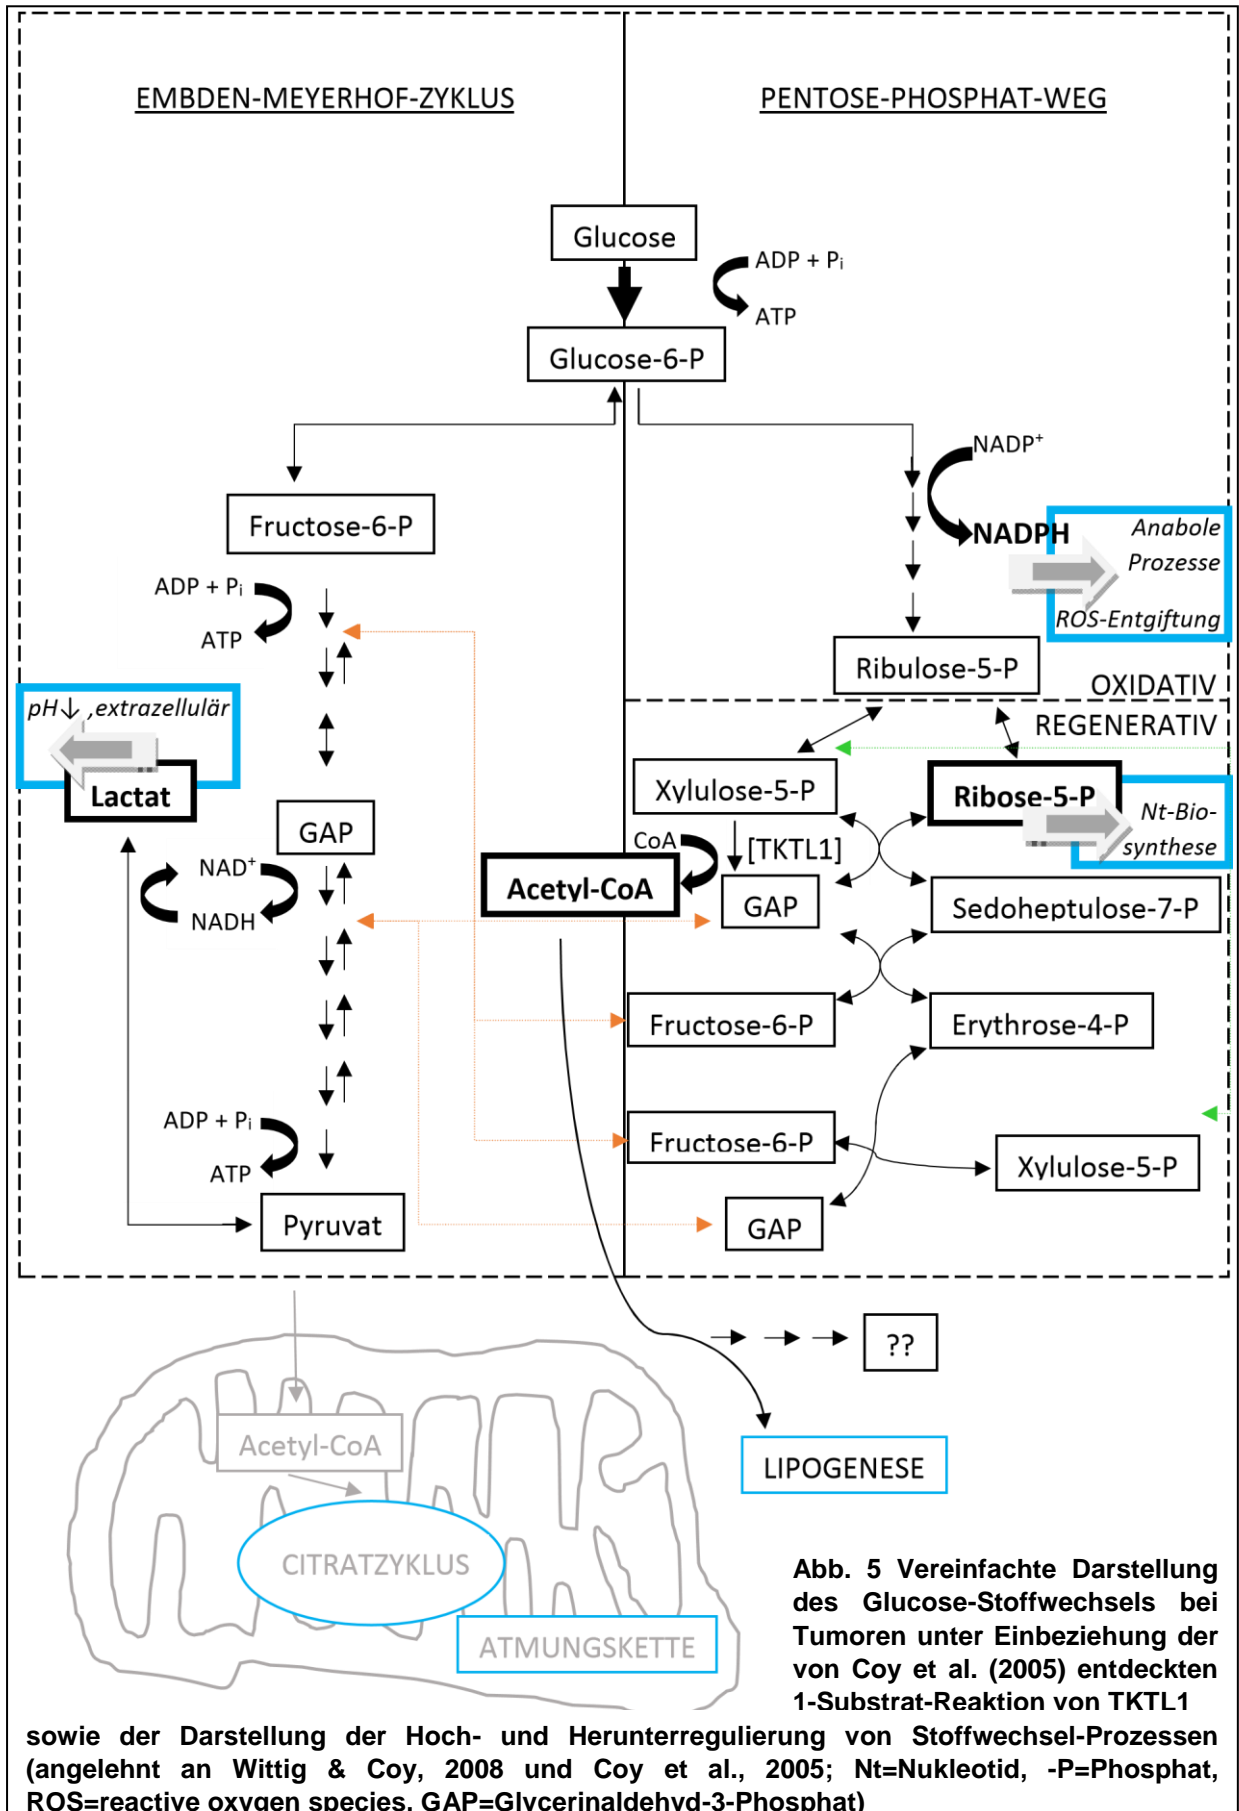 EMBDEN-MEYERHOF-ZYKLUS
PENTOSE-PHOSPHAT-WEG
Glucose
ADP + Pi
ATP
Glucose-6-P
NADP+
NADPH
Anabole
Prozesse
ROS-Entgiftung
Fructose-6-P
ADP + Pi
ATP
Ribulose-5-P
OXIDATIV
REGENERATIV
pH↓ ,extrazellulär
Lactat
Xylulose-5-P
Ribose-5-P
Nt-Bio-
synthese
GAP
CoA
[TKTL1]
NAD+
NADH
Acetyl-CoA
GAP
Sedoheptulose-7-P
Fructose-6-P
Erythrose-4-P
ADP + Pi
ATP
Fructose-6-P
Xylulose-5-P
Pyruvat
GAP
??
Acetyl-CoA
LIPOGENESE
CITRATZYKLUS
ATMUNGSKETTE
Abb. 5 Vereinfachte Darstellung
des Glucose-Stoffwechsels bei
Tumoren unter Einbeziehung der
von Coy et al. (2005) entdeckten
1-Substrat-Reaktion von TKTL1
sowie der Darstellung der Hoch- und Herunterregulierung von Stoffwechsel-Prozessen
(angelehnt an Wittig & Coy, 2008 und Coy et al., 2005; Nt=Nukleotid, -P=Phosphat,
ROS=reactive oxygen species, GAP=Glycerinaldehyd-3-Phosphat)